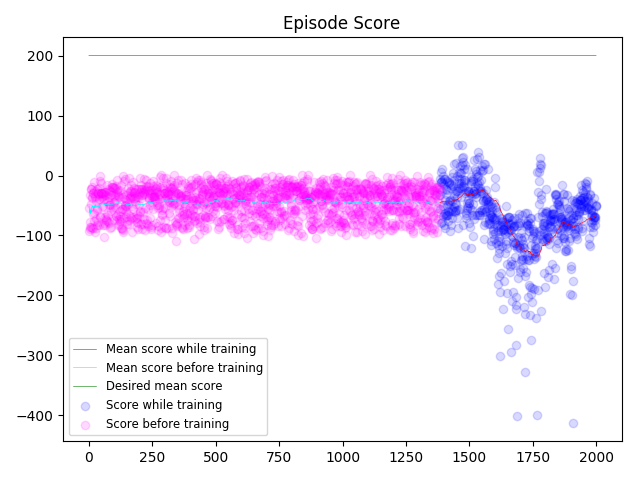 Episode Score
200
100
0
−100
−200
−300
−400
Mean score while training
Mean score before training
Desired mean score
Score while training
Score before training
0 250 500 750 1000 1250 1500 1750 2000